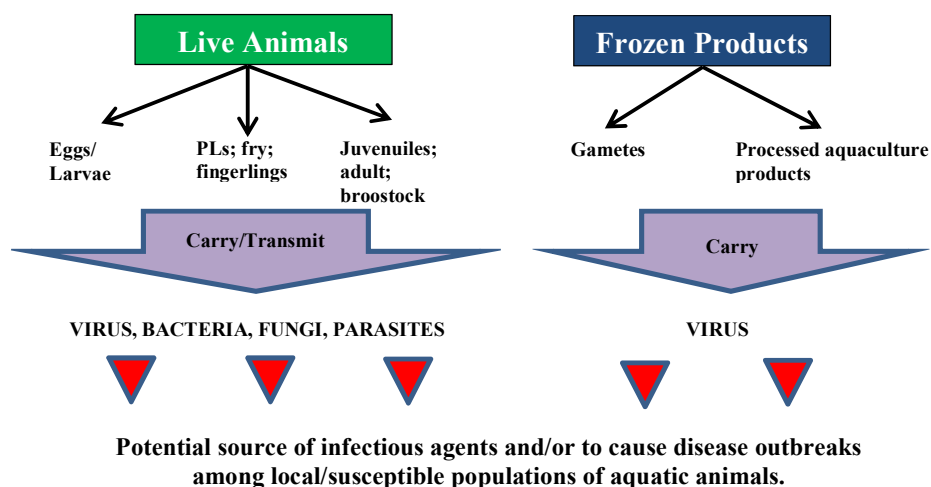 Live Animals
Frozen Products
Eggs/
Larvae
PLs; fry;
fingerlings
Juvenuiles;
adult;
broostock
Gametes
Processed aquaculture
products
Carry/Transmit
Carry
VIRUS, BACTERIA, FUNGI, PARASITES
VIRUS
Potential source of infectious agents and/or to cause disease outbreaks
among local/susceptible populations of aquatic animals.